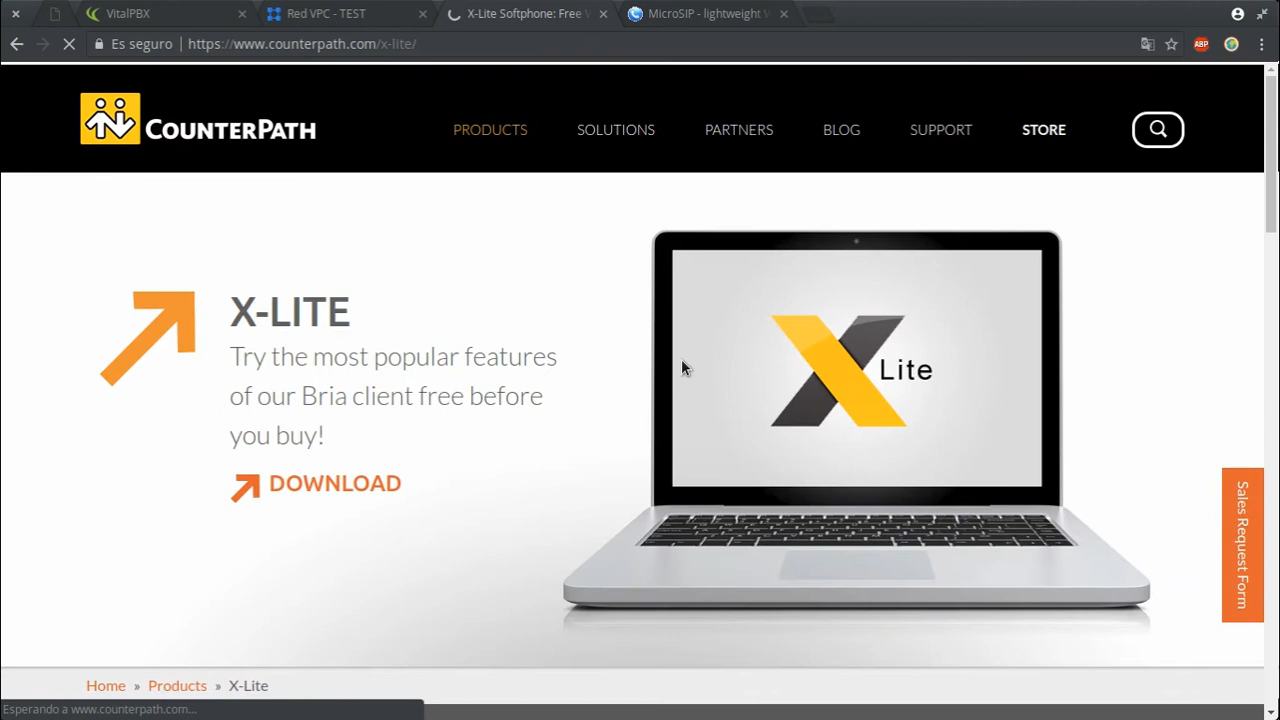 VitalPBX
Red VPC - TEST
X-Lite Softphone: Free
MicroSIP - lightweight
Es seguro
https://www.counterpath.com/x-lite/
ABP
COUNTERPATH
PRODUCTS
SOLUTIONS
PARTNERS
BLOG
SUPPORT
STORE
X-LITE
Try the most popular features
of our Bria client free before
you buy!
DOWNLOAD
Lite
Sales Request Form
Home » Products » X-Lite
Esperando a www.counterpath.com...